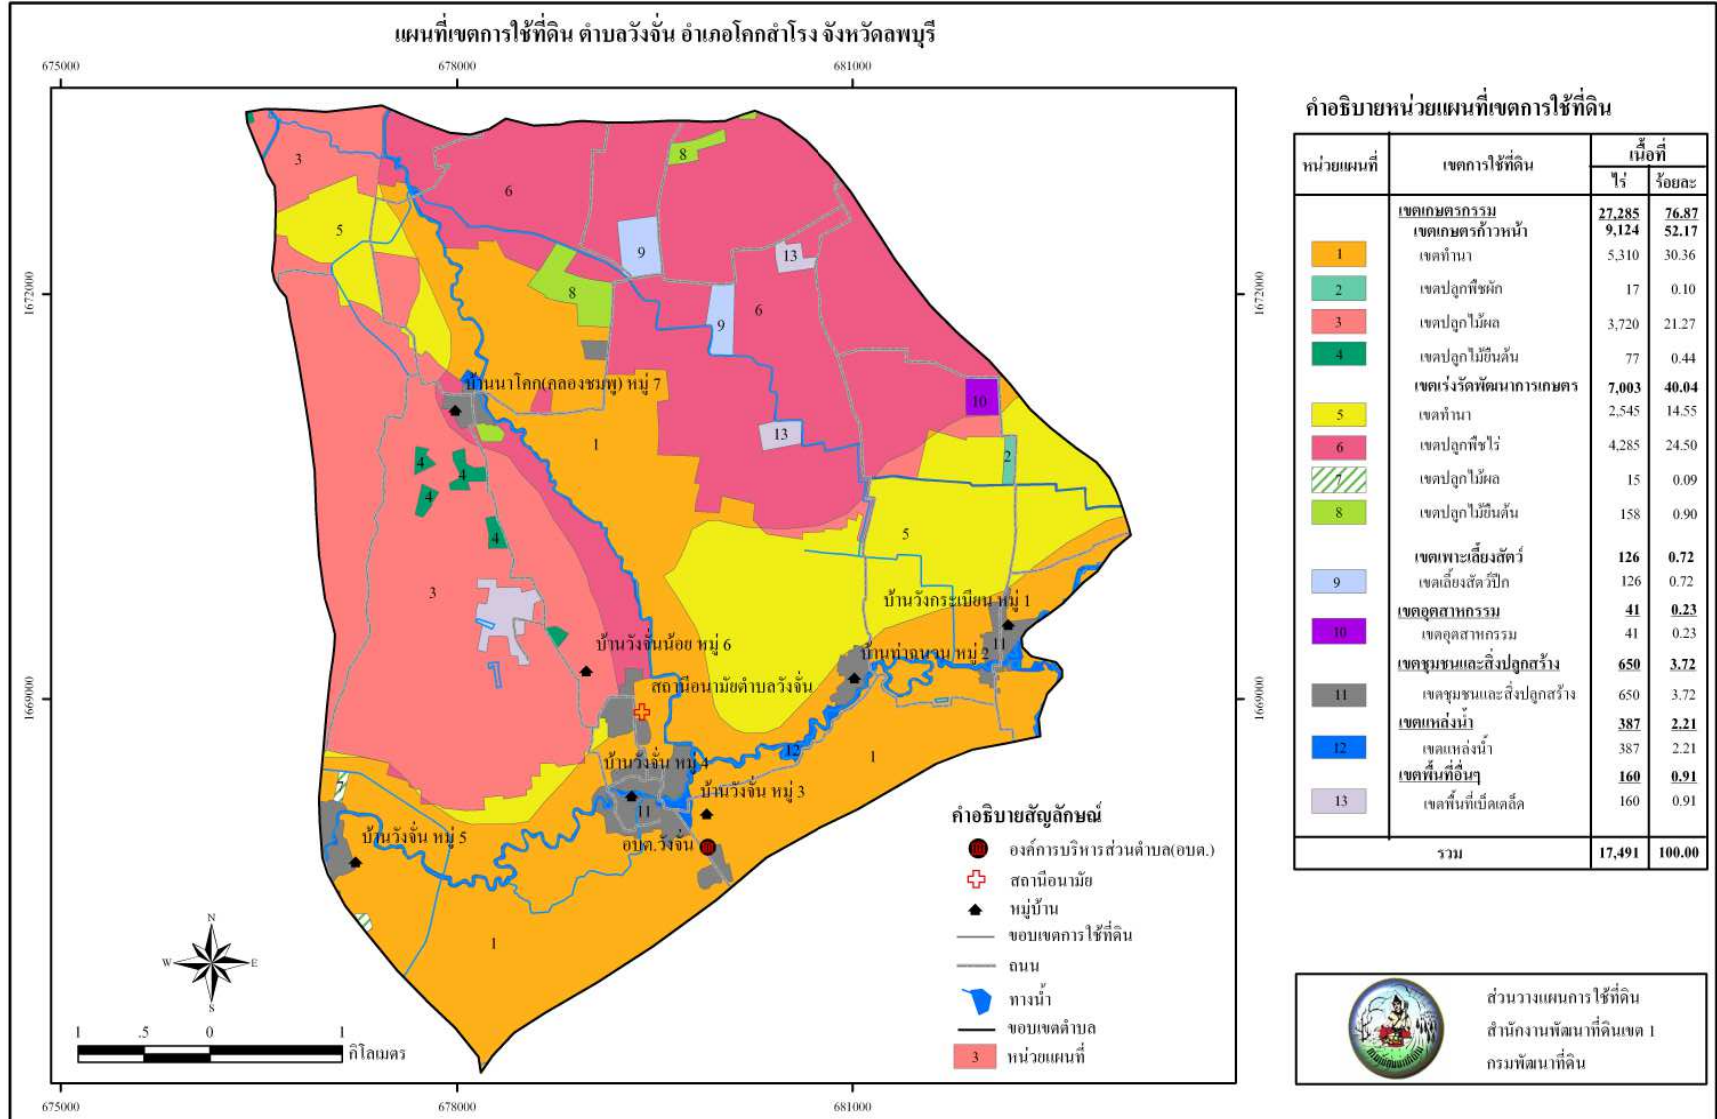 แผนที่เขตการใช้ที่ดิน ตำบลวังจั่น อำเภอโคกสำโรง จังหวัดลพบุรี
675000 678000 681000
1672000 1672000
1669000 1669000
3
5
6
8
9
13
8
9
6
บ้านนาโคก(คลองชมพู) หมู่ 7
10
13
1
2
4
4
4
4
5
3
บ้านวังกระเบียน หมู่ 1
บ้านวังจั่นน้อย หมู่ 6
บ้านท่าฉนวน หมู่ 2
11
สถานีอนามัยตำบลวังจั่น
12
1
บ้านวังจั่น หมู่ 4
7
บ้านวังจั่น หมู่ 3
11
บ้านวังจั่น หมู่ 5
อบต.วังจั่น
1
N
W E
S
1 .5 0 1
กิโลเมตร
675000 678000 681000
คำอธิบายสัญลักษณ์
องค์การบริหารส่วนตำบล(อบต.)
สถานีอนามัย
หมู่บ้าน
ขอบเขตการใช้ที่ดิน
ถนน
ทางน้ำ
ขอบเขตตำบล
3 หน่วยแผนที่
คำอธิบายหน่วยแผนที่เขตการใช้ที่ดิน
หน่วยแผนที่ เขตการใช้ที่ดิน เนื้อที่
ไร่ ร้อยละ
เขตเกษตรกรรม 27,285 76.87
เขตเกษตรก้าวหน้า 9,124 52.17
1 เขตทำนา 5,310 30.36
2 เขตปลูกพืชผัก 17 0.10
3 เขตปลูกไม้ผล 3,720 21.27
4 เขตปลูกไม้ยืนต้น 77 0.44
เขตเร่งรัดพัฒนาการเกษตร 7,003 40.04
5 เขตทำนา 2,545 14.55
6 เขตปลูกพืชไร่ 4,285 24.50
7 เขตปลูกไม้ผล 15 0.09
8 เขตปลูกไม้ยืนต้น 158 0.90
เขตเพาะเลี้ยงสัตว์ 126 0.72
9 เขตเลี้ยงสัตว์ปีก 126 0.72
เขตอุตสาหกรรม 41 0.23
10 เขตอุตสาหกรรม 41 0.23
เขตชุมชนและสิ่งปลูกสร้าง 650 3.72
11 เขตชุมชนและสิ่งปลูกสร้าง 650 3.72
เขตแหล่งน้ำ 387 2.21
12 เขตแหล่งน้ำ 387 2.21
เขตพื้นที่อื่นๆ 160 0.91
13 เขตพื้นที่เบ็ดเตล็ด 160 0.91
รวม 17,491 100.00
ส่วนวางแผนการใช้ที่ดิน
สำนักงานพัฒนาที่ดินเขต 1
กรมพัฒนาที่ดิน